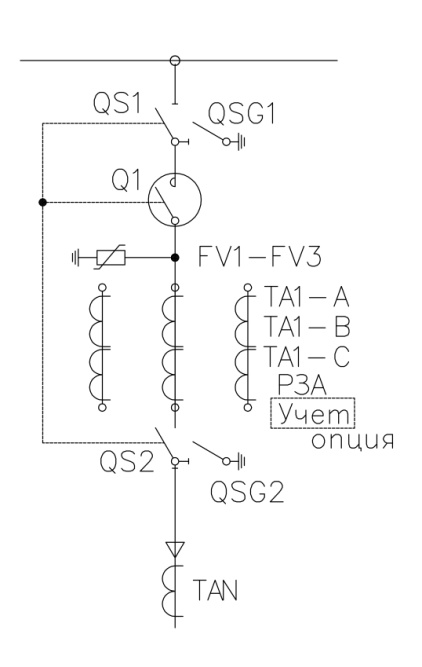 QS1
QSG1
Q1
FV1-FV3
TA1-A
TA1-B
TA1-C
РЗА
Учет
опция
QS2
QSG2
TAN